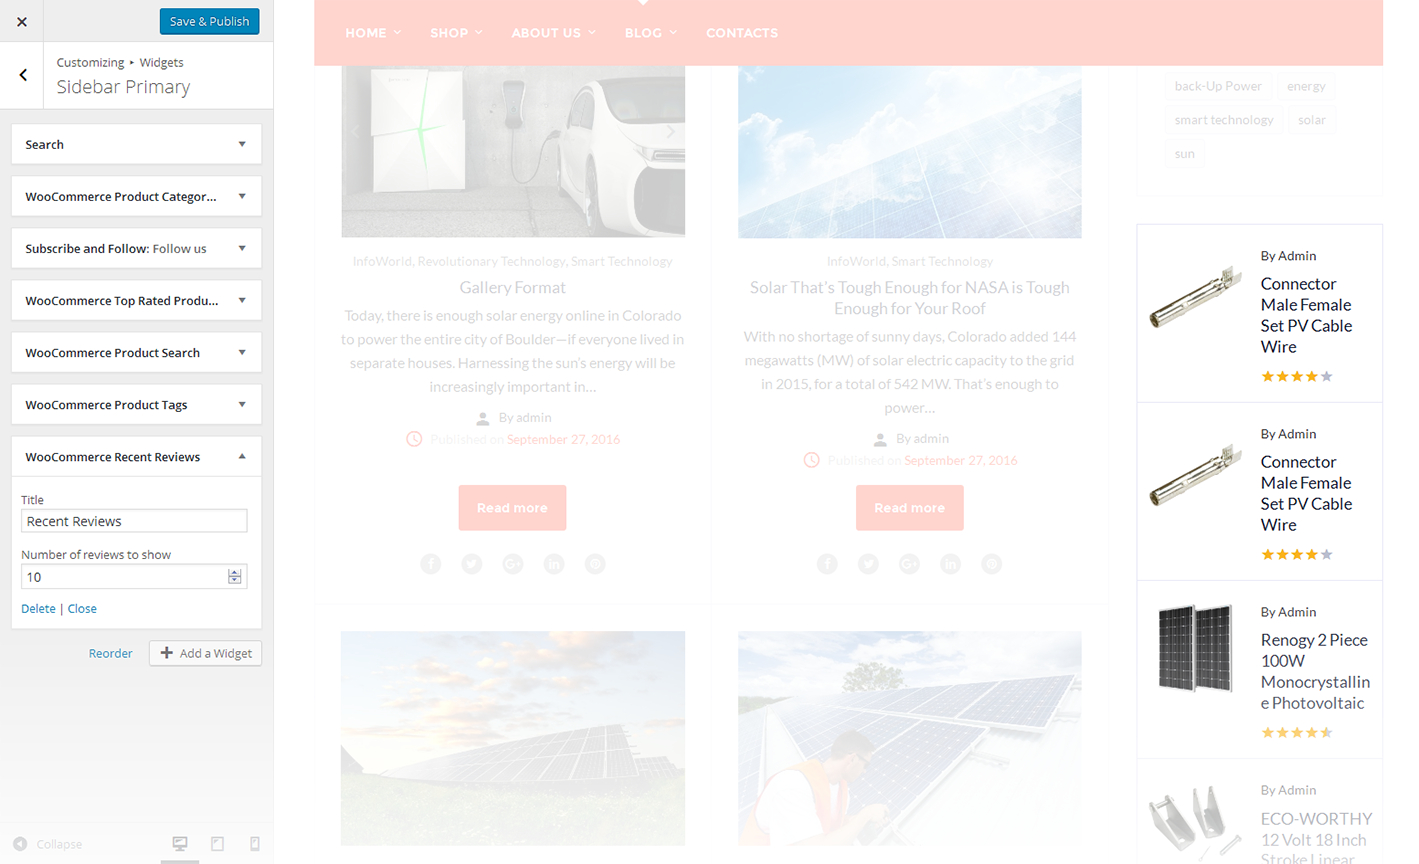 Save & Publish
Customizing ▸ Widgets
Sidebar Primary
Search
WooCommerce Product Categor...
Subscribe and Follow: Follow us
WooCommerce Top Rated Produ...
WooCommerce Product Search
WooCommerce Product Tags
WooCommerce Recent Reviews
Title
Recent Reviews
Number of reviews to show
10
Delete | Close
Reorder
Add a Widget
Collapse
HOME
SHOP
ABOUT US
BLOG
CONTACTS
InfoWorld, Revolutionary Technology, Smart Technology
Gallery Format
Today, there is enough solar energy online in Colorado
to power the entire city of Boulder—if everyone lived in
separate houses. Harnessing the sun's energy will be
increasingly important in...
By admin
Published on September 27, 2016
Read more
InfoWorld, Smart Technology
Solar That's Tough Enough for NASA is Tough
Enough for Your Roof
With no shortage of sunny days, Colorado added 144
megawatts (MW) of solar electric capacity to the grid
in 2015, for a total of 542 MW. That's enough to
power...
By admin
Published on September 27, 2016
Read more
back-Up Power
energy
smart technology
solar
sun
By Admin
Connector
Male Female
Set PV Cable
Wire
By Admin
Connector
Male Female
Set PV Cable
Wire
By Admin
Renogy 2 Piece
100W
Monocrystallin
e Photovoltaic
By Admin
ECO-WORTHY
12 Volt 18 Inch
Stroke Linear